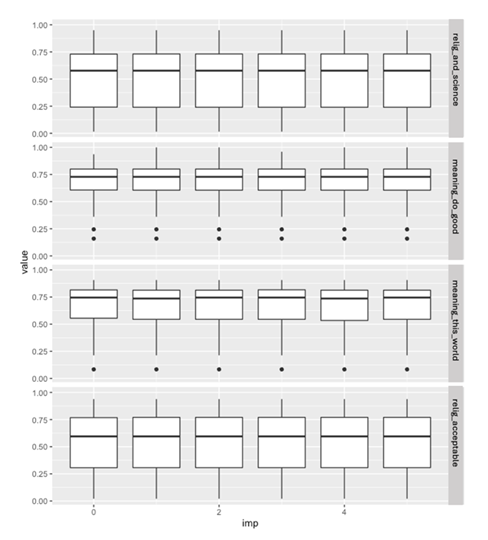 1.00
0.75
0.50
0.25
0.00
relig_and_science
1.00
0.75
0.50
0.25
0.00
meaning_do_good
1.00
0.75
0.50
0.25
0.00
meaning_this_world
1.00
0.75
0.50
0.25
0.00
relig_acceptable
value
0 2 4
imp